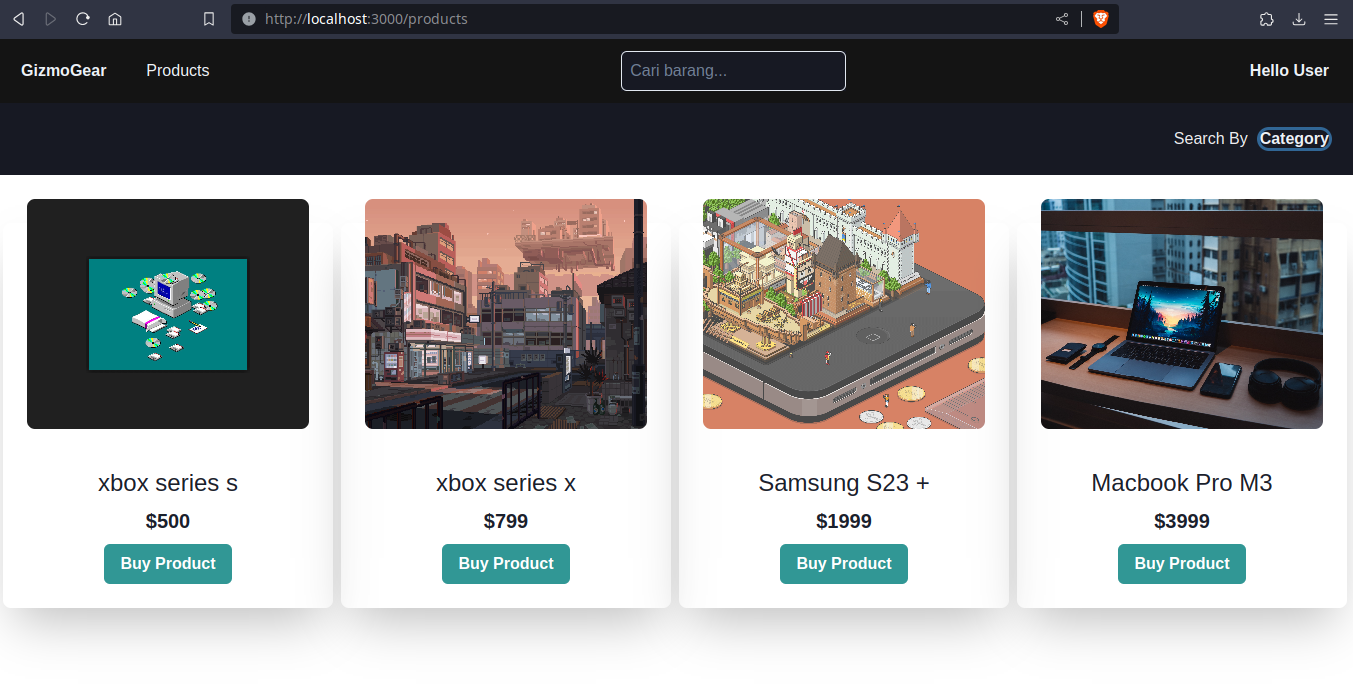 http://localhost:3000/products
GizmoGear Products Cari barang... Hello User
Search By Category
xbox series s
$500
Buy Product
xbox series x
$799
Buy Product
Samsung S23 +
$1999
Buy Product
Macbook Pro M3
$3999
Buy Product